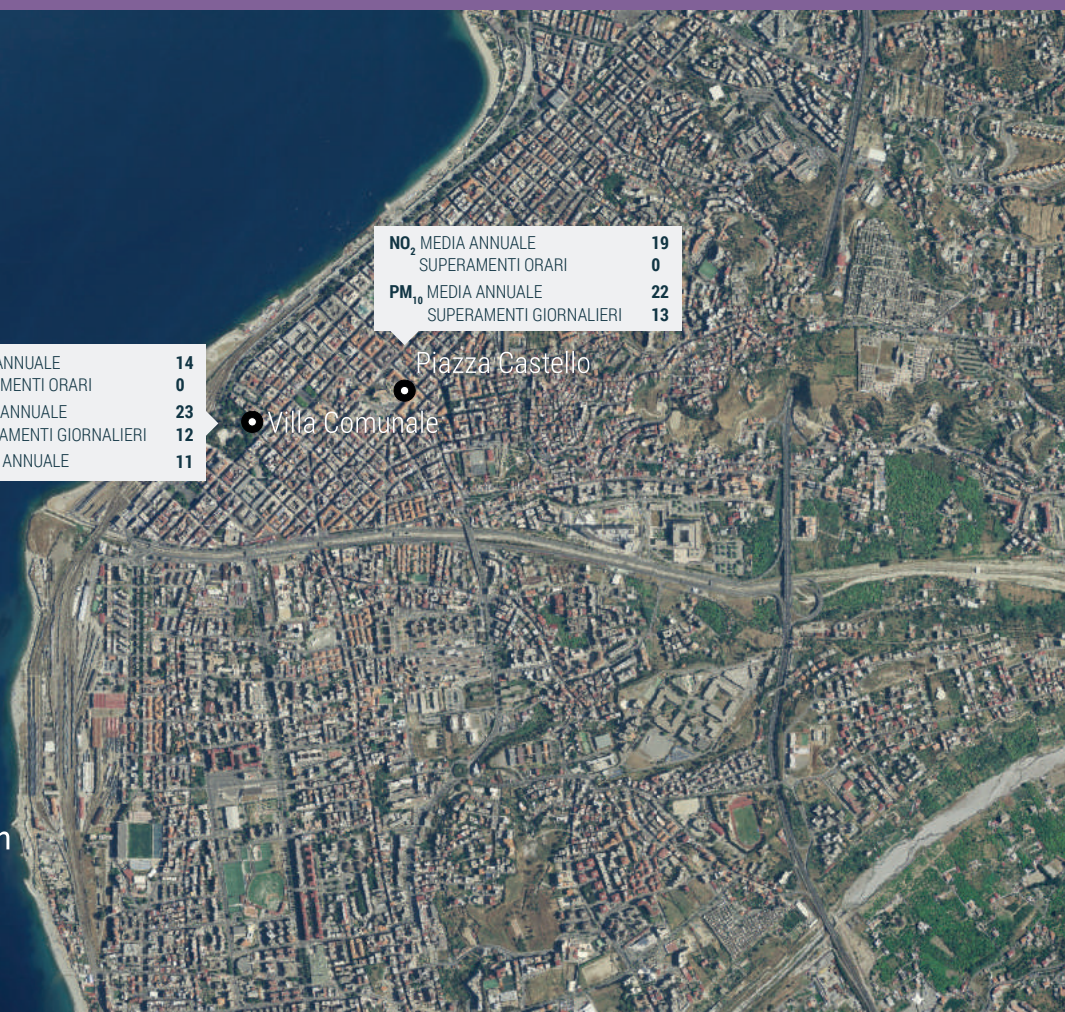 NO2 MEDIA ANNUALE 19
SUPERAMENTI ORARI 0
PM10 MEDIA ANNUALE 22
SUPERAMENTI GIORNALIERI 13
Piazza Castello
ANNUALE 14
MENTI ORARI 0
ANNUALE 23
AMENTI GIORNALIERI 12
ANNUALE 11
Villa Comunale
n